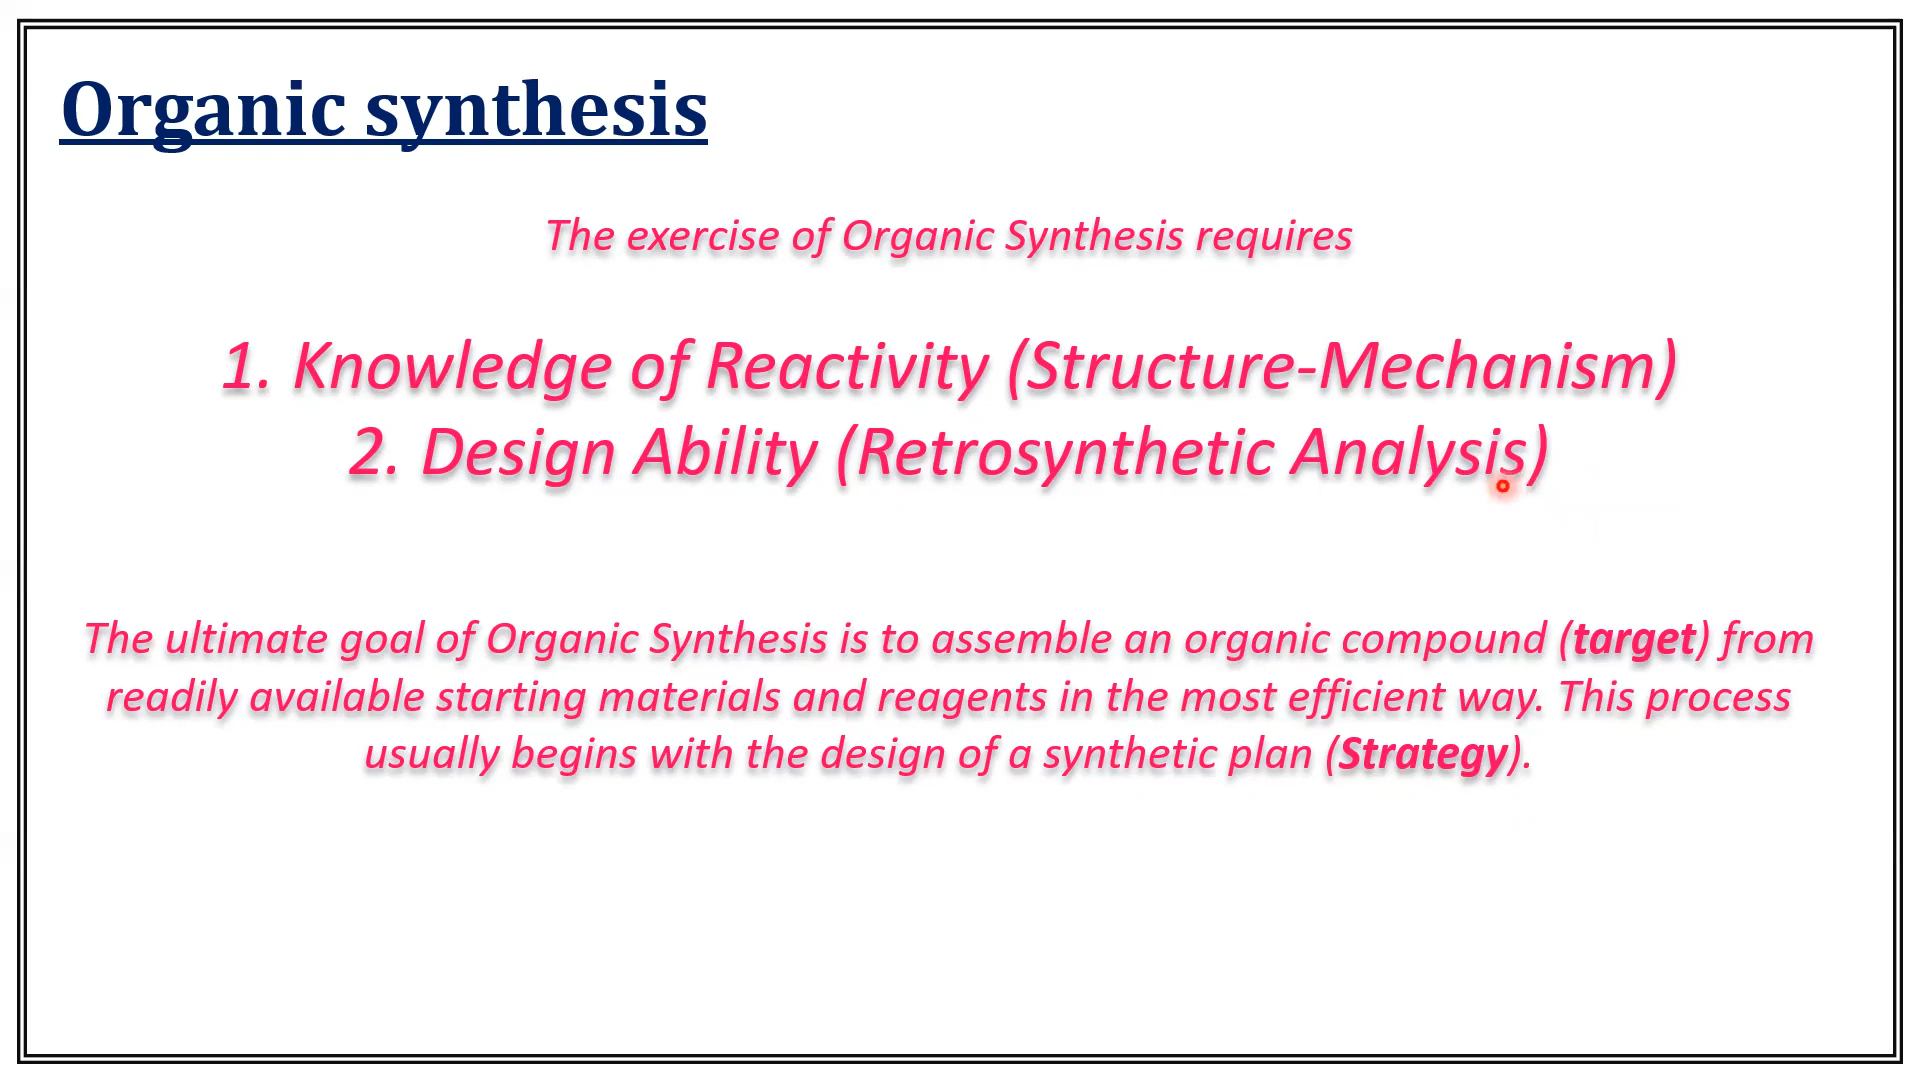 Organic synthesis
The exercise of Organic Synthesis requires
1. Knowledge of Reactivity (Structure-Mechanism)
2. Design Ability (Retrosynthetic Analysis)
The ultimate goal of Organic Synthesis is to assemble an organic compound (target) from
readily available starting materials and reagents in the most efficient way. This process
usually begins with the design of a synthetic plan (Strategy).